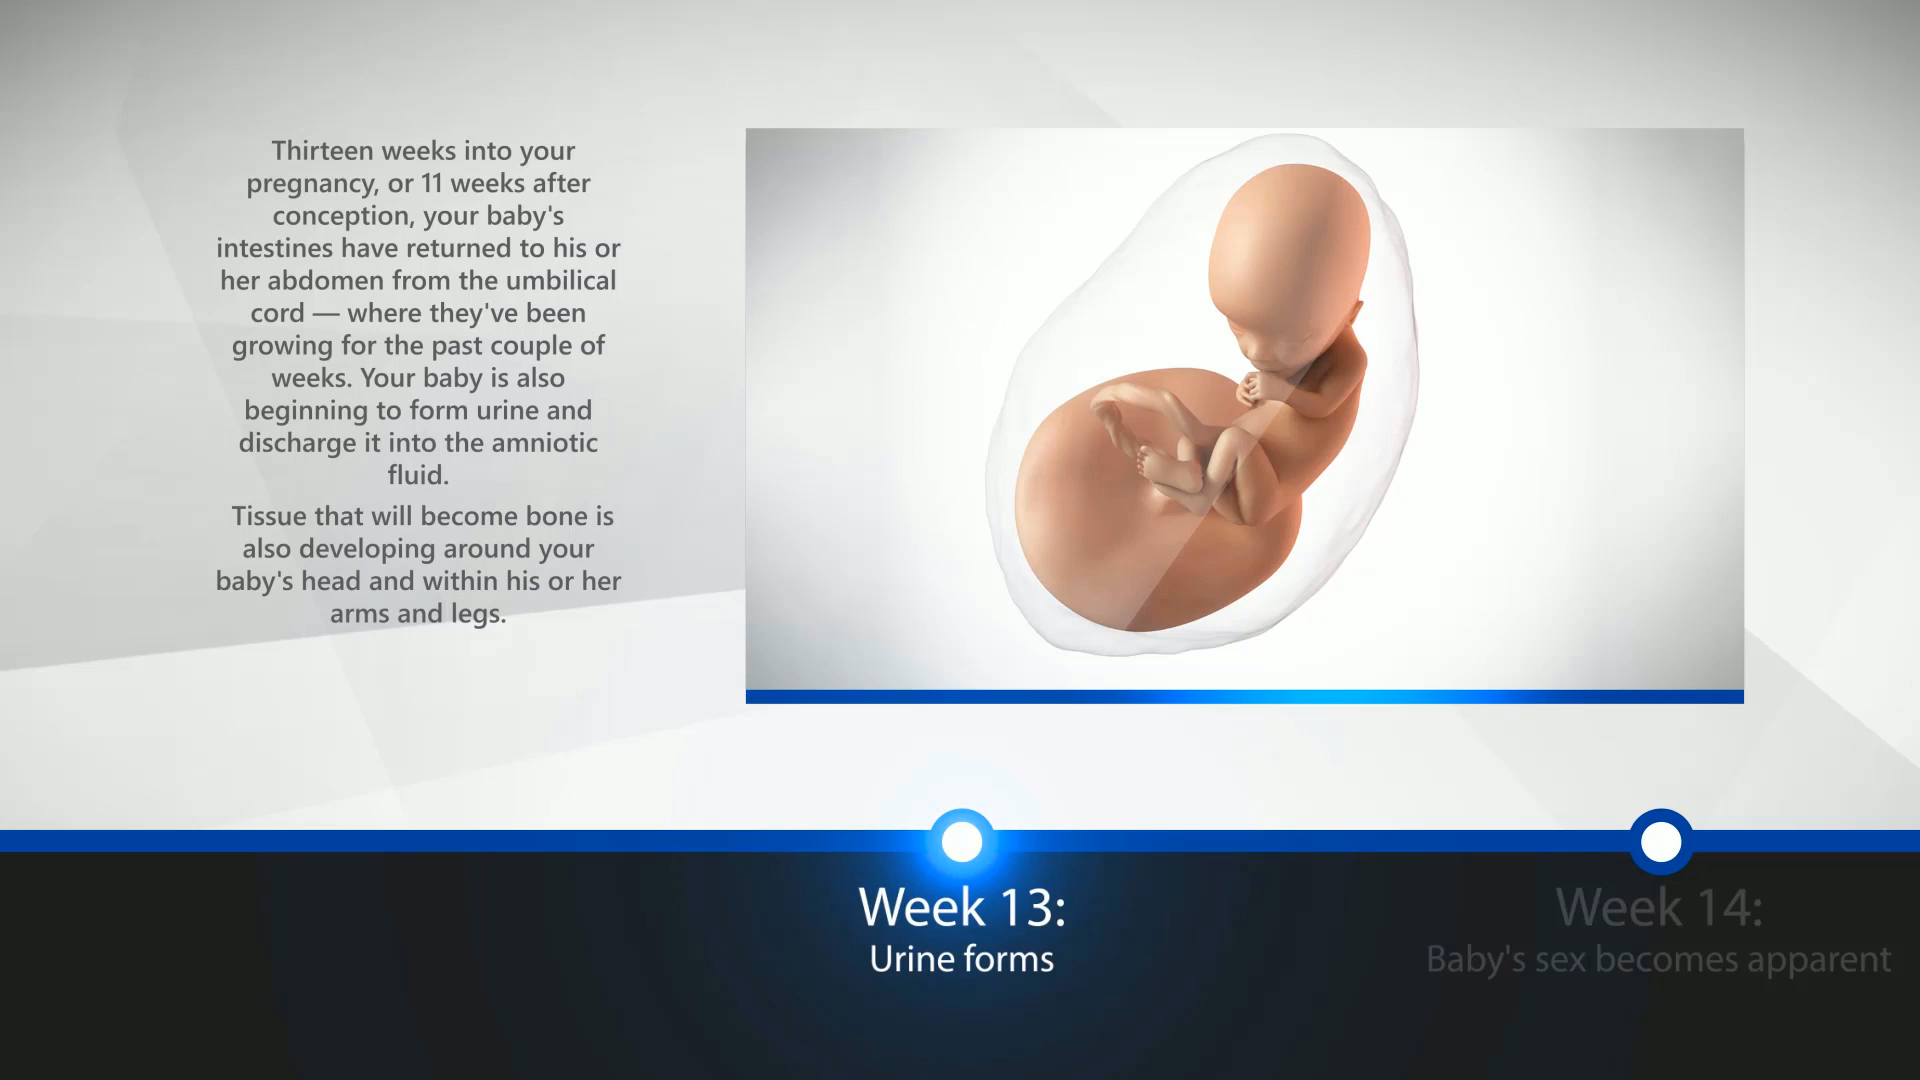 Thirteen weeks into your
pregnancy, or 11 weeks after
conception, your baby's
intestines have returned to his or
her abdomen from the umbilical
cord — where they've been
growing for the past couple of
weeks. Your baby is also
beginning to form urine and
discharge it into the amniotic
fluid.
Tissue that will become bone is
also developing around your
baby's head and within his or her
arms and legs.
Week 13:
Urine forms
Week 14:
Baby's sex becomes apparent